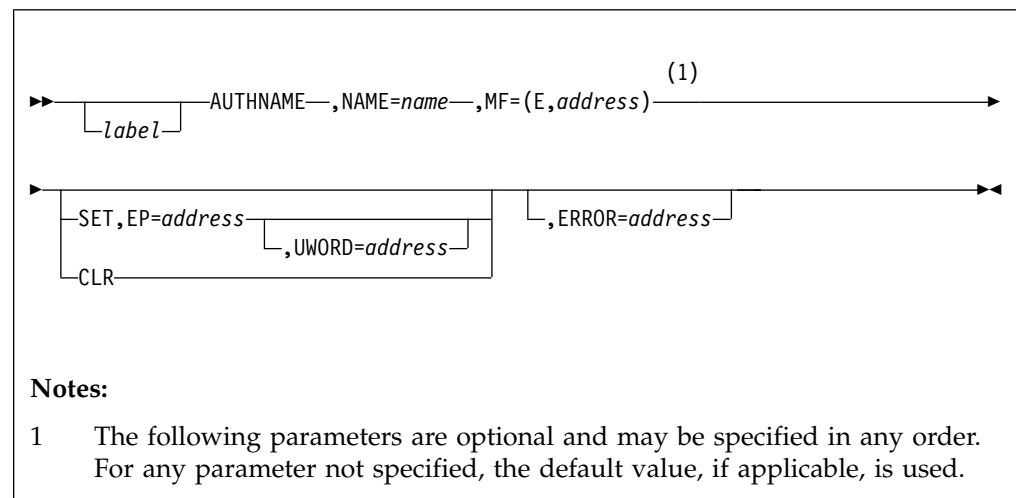 (1)
AUTHNAME ,NAME=name ,MF=(E,address)
label
SET,EP=address ,ERROR=address
,UWORD=address
CLR
Notes:
1 The following parameters are optional and may be specified in any order.
For any parameter not specified, the default value, if applicable, is used.